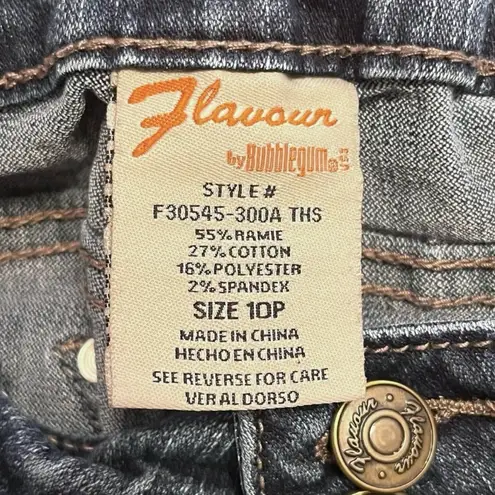 Flavour
by Bubblegum USA
STYLE #
F30545-300A THS
55% RAMIE
27% COTTON
16% POLYESTER
2% SPANDEX
SIZE 10P
MADE IN CHINA
HECHO EN CHINA
SEE REVERSE FOR CARE
VER AL DORSO
Flavour Flavour